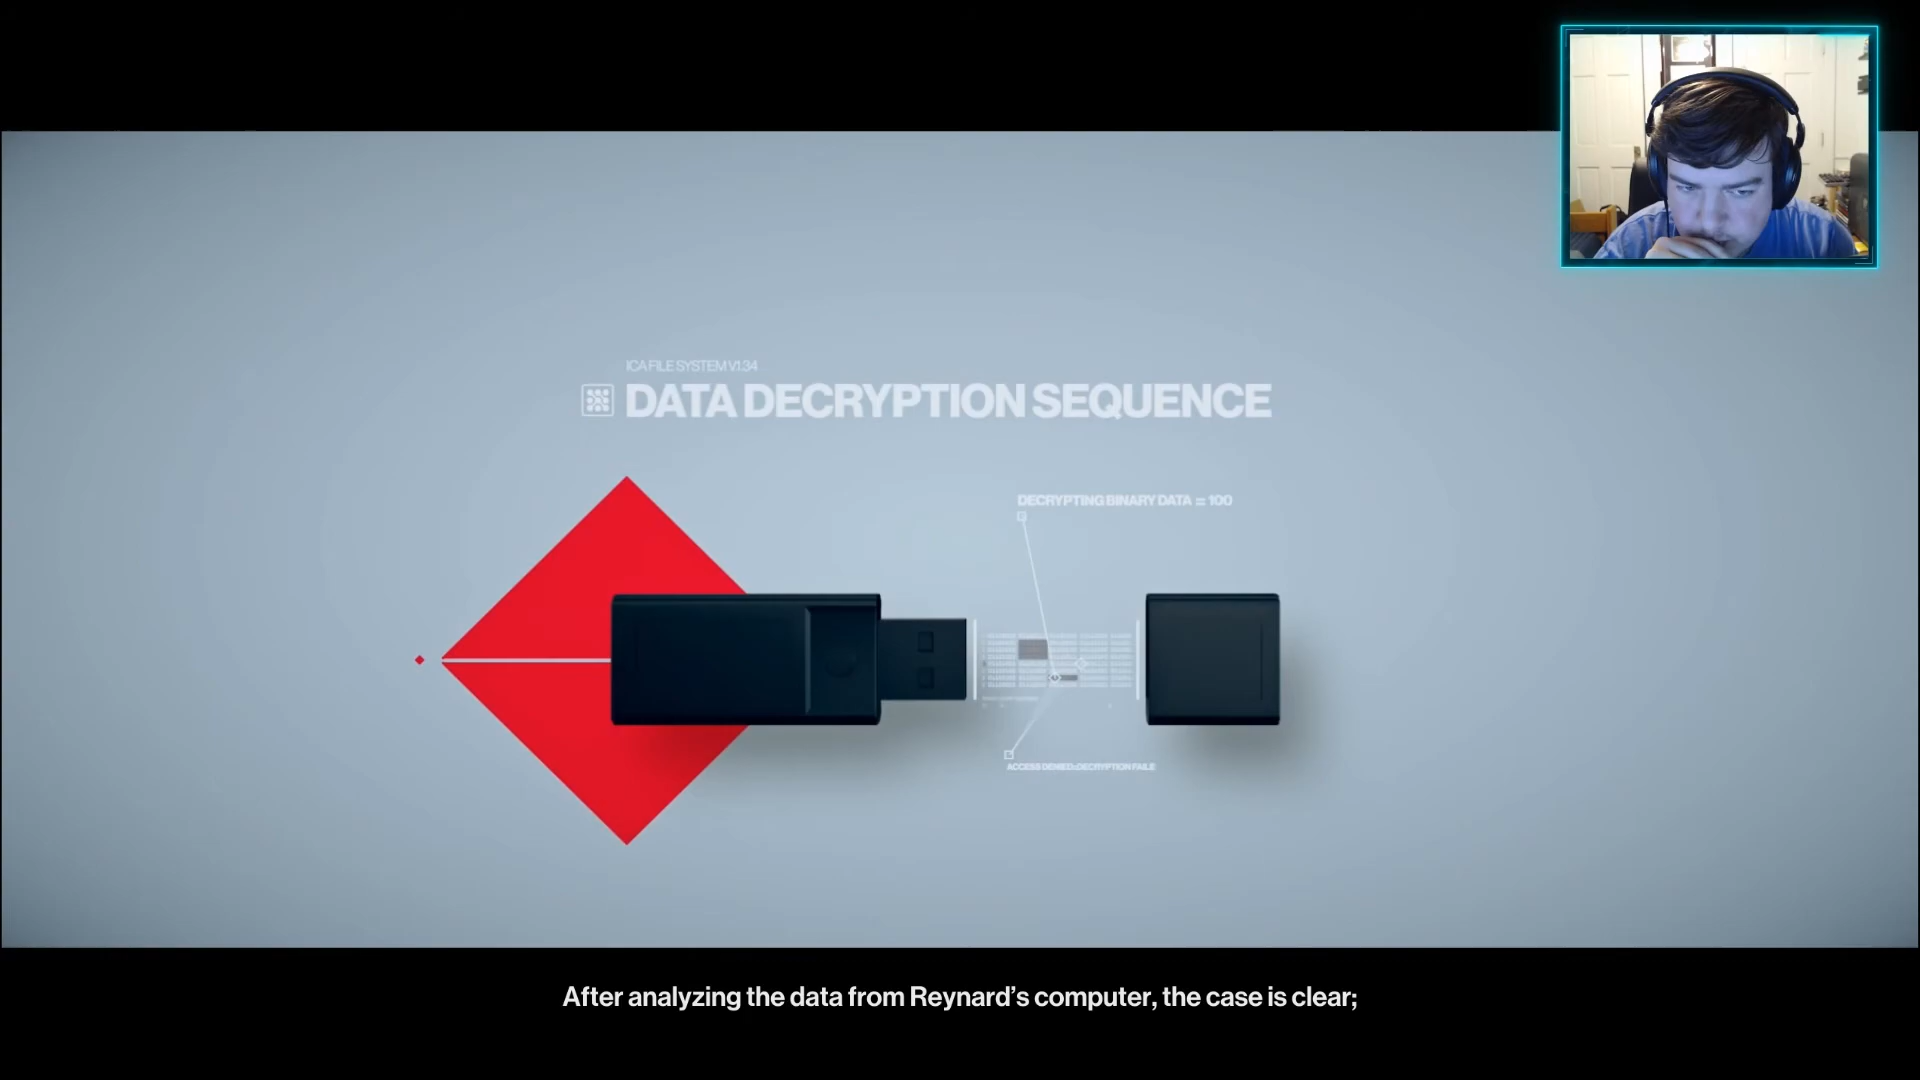 ICA FILE SYSTEM V.1.34
DATA DECRYPTION SEQUENCE
DECRYPTING BINARY DATA = 100
ACCESS DENIED::DECRYPTION FAILE
After analyzing the data from Reynard’s computer, the case is clear;